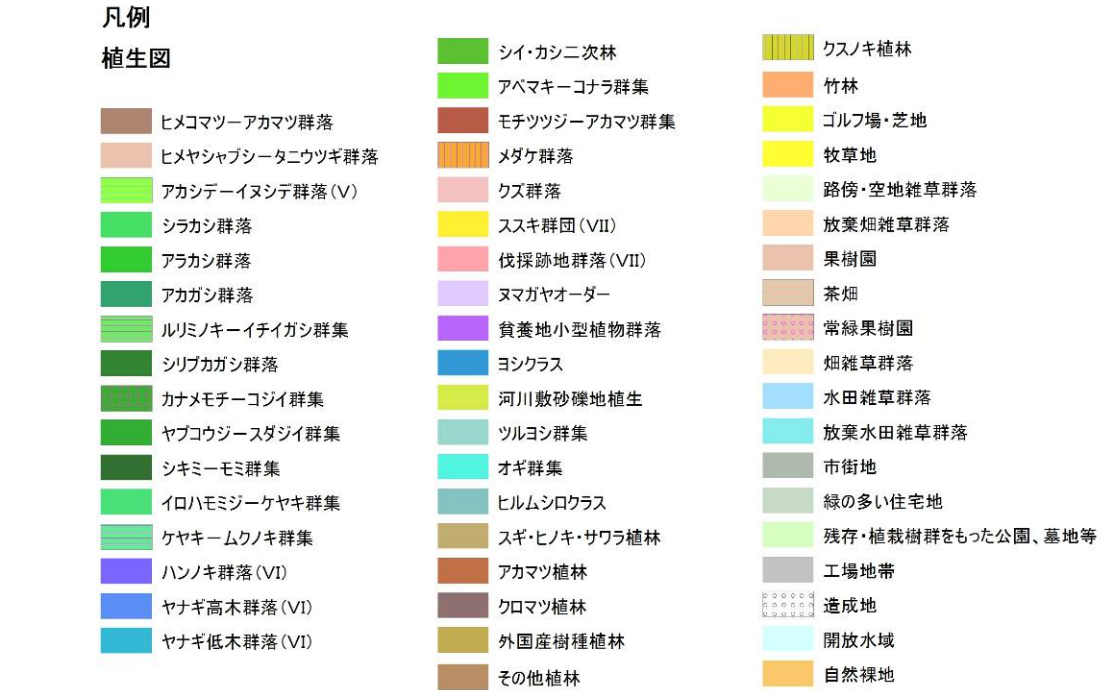 凡例
植生図
ヒメコマツーアカマツ群落
ヒメヤシャブシータニウツギ群落
アカシデーイヌシデ群落(V)
シラカシ群落
アラカシ群落
アカガシ群落
ルリミノキーイチイガシ群集
シリブカガシ群落
カナメモチーコジイ群集
ヤブコウジースダジイ群集
シキミーモミ群集
イロハモミジーケヤキ群集
ケヤキームクノキ群集
ハンノキ群落(VI)
ヤナギ高木群落(VI)
ヤナギ低木群落(VI)
シイ・カシ二次林
アベマキーコナラ群集
モチツツジーアカマツ群集
メダケ群落
クズ群落
ススキ群団(VII)
伐採跡地群落(VII)
ヌマガヤオーダー
貧養地小型植物群落
ヨシクラス
河川敷砂礫地植生
ツルヨシ群集
オギ群集
ヒルムシロクラス
スギ・ヒノキ・サワラ植林
アカマツ植林
クロマツ植林
外国産樹種植林
その他植林
クスノキ植林
竹林
ゴルフ場・芝地
牧草地
路傍・空地雑草群落
放棄畑雑草群落
果樹園
茶畑
常緑果樹園
畑雑草群落
水田雑草群落
放棄水田雑草群落
市街地
緑の多い住宅地
残存・植栽樹群をもった公園、墓地等
工場地帯
造成地
開放水域
自然裸地